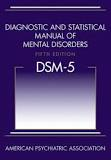 DIAGNOSTIC AND STATISTICAL
MANUAL OF
MENTAL DISORDERS
FIFTH EDITION
DSM-5
AMERICAN PSYCHIATRIC ASSOCIATION